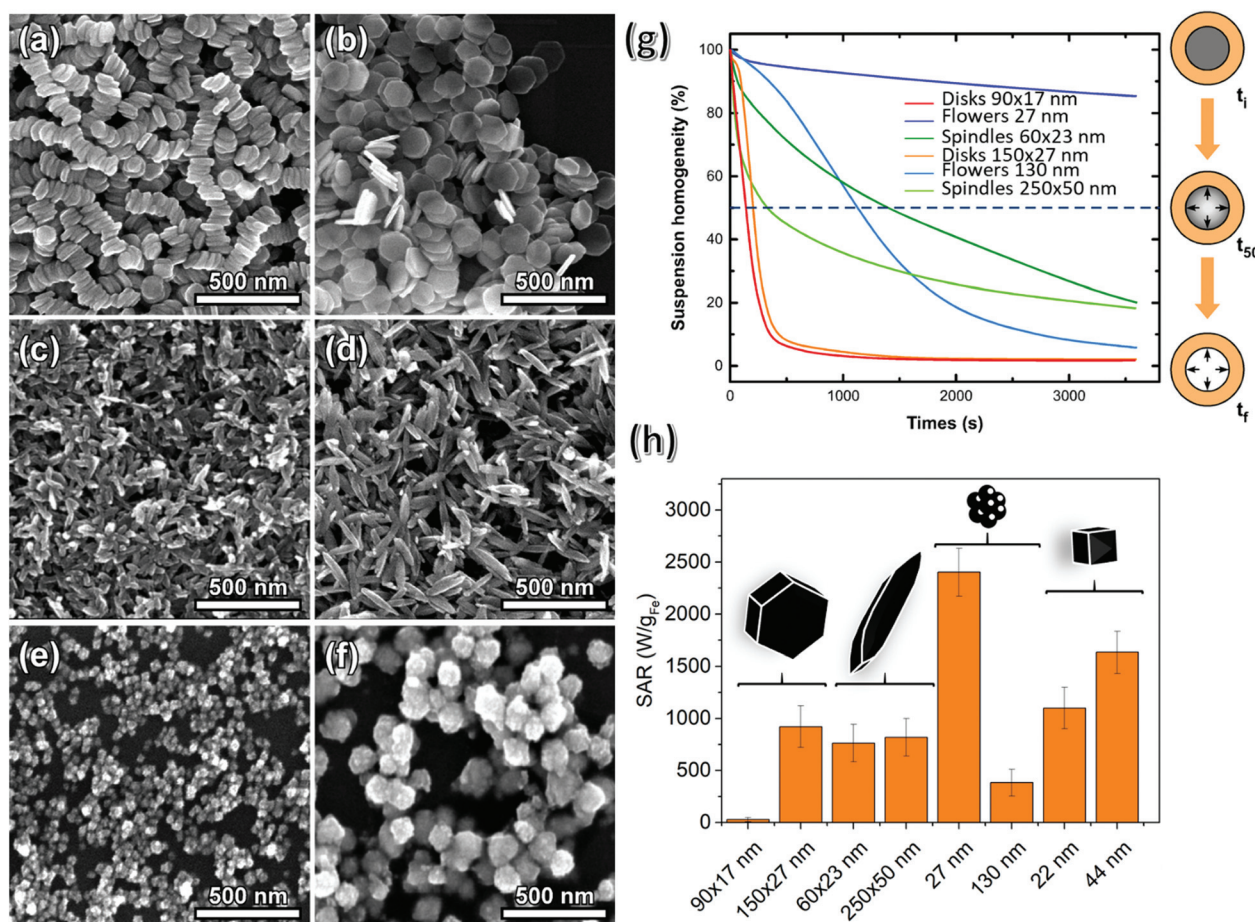 (a)
500 nm
(b)
500 nm
(c)
500 nm
(d)
500 nm
(e)
500 nm
(f)
500 nm
(g)
Suspension homogeneity (%)
100
80
60
40
20
0
Disks 90x17 nm
Flowers 27 nm
Spindles 60x23 nm
Disks 150x27 nm
Flowers 130 nm
Spindles 250x50 nm
0 1000 2000 3000
Times (s)
ti
t50
tf
(h)
SAR (W/gFe)
3000
2500
2000
1500
1000
500
0
90x17 nm
150x27 nm
60x23 nm
250x50 nm
27 nm
130 nm
22 nm
44 nm